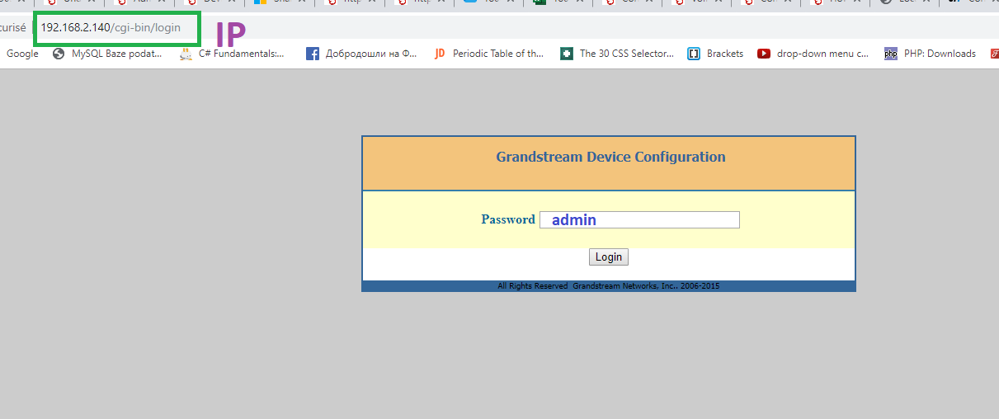 curisé 192.168.2.140/cgi-bin/login IP
Google MySQL Baze podat... C# Fundamentals:... Добродошли на Ф... JD Periodic Table of th... The 30 CSS Selector... Brackets drop-down menu c... php PHP: Downloads
Grandstream Device Configuration
Password admin
Login
All Rights Reserved Grandstream Networks, Inc.. 2006-2015